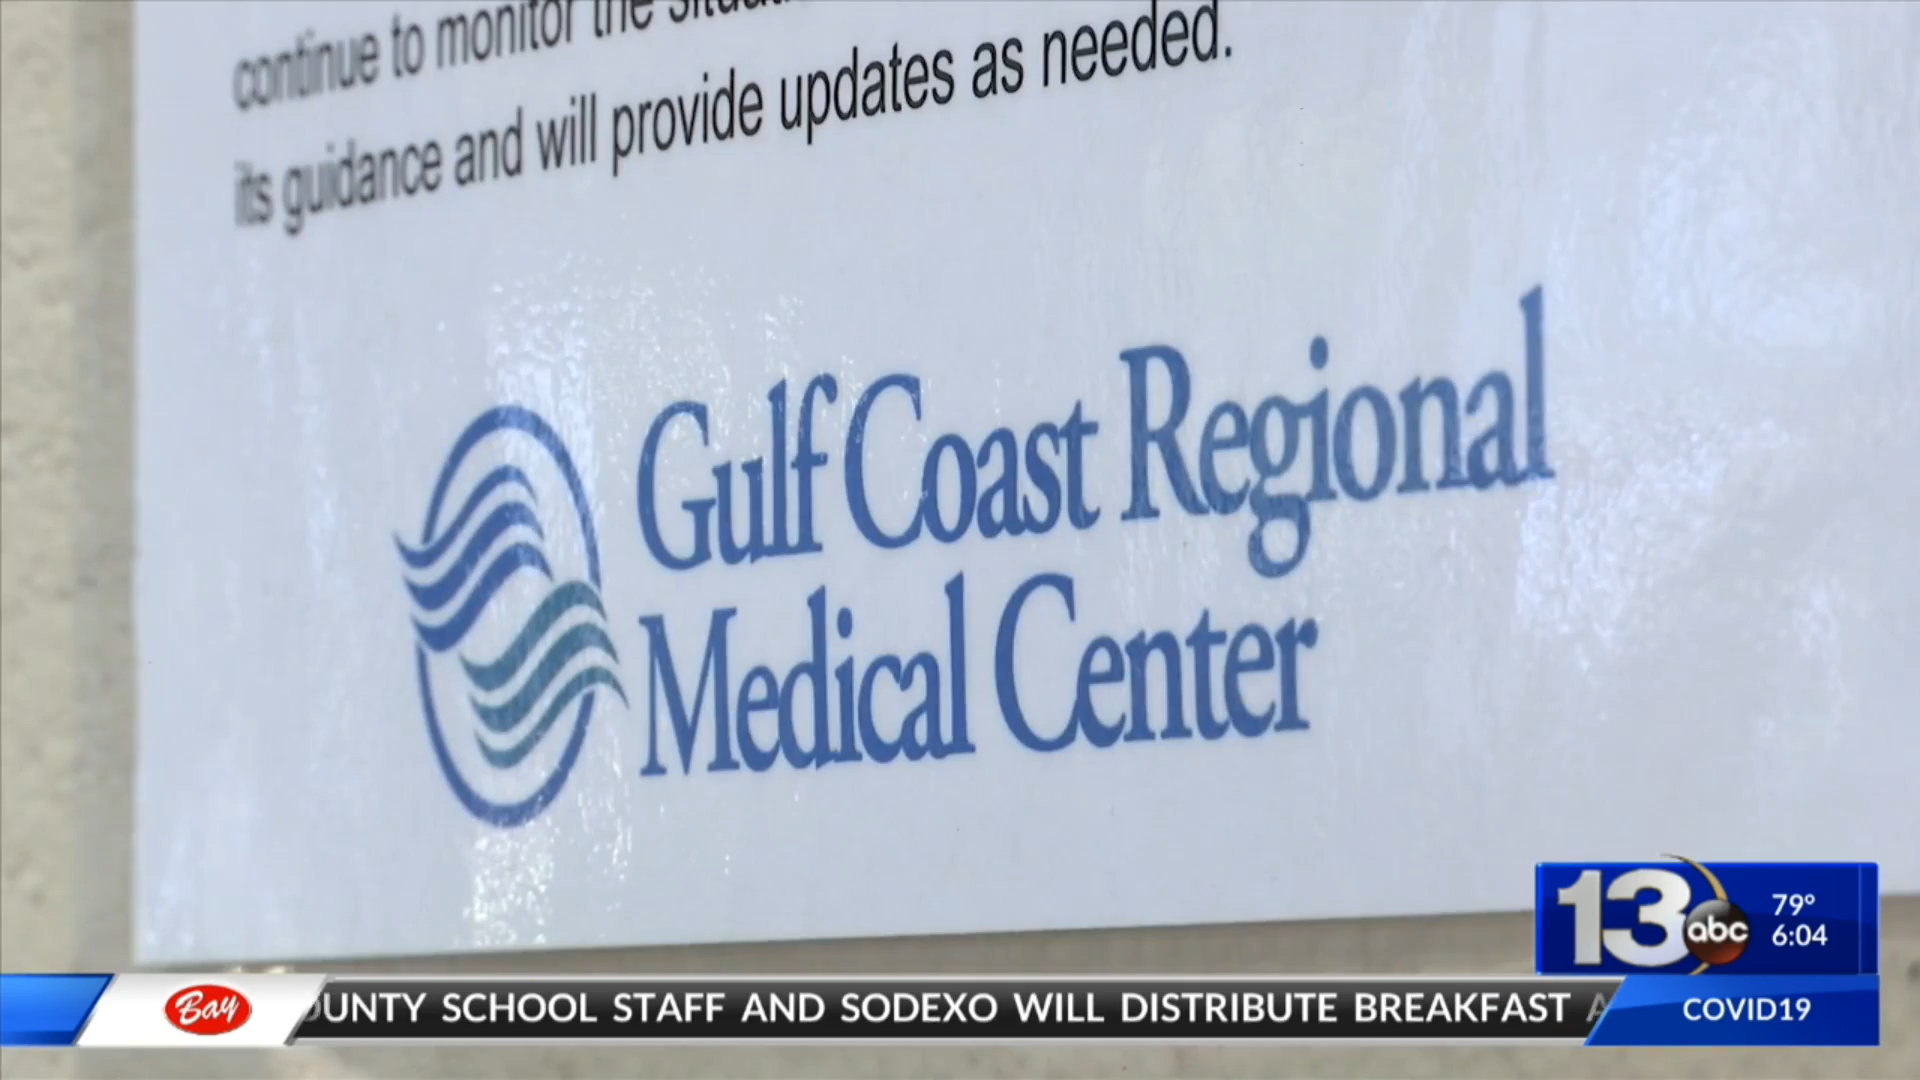 continue to monitor the
its guidance and will provide updates as needed.
Gulf Coast Regional
Medical Center
13 abc
79°
6:04
Bay
OUNTY SCHOOL STAFF AND SODEXO WILL DISTRIBUTE BREAKFAST
COVID19